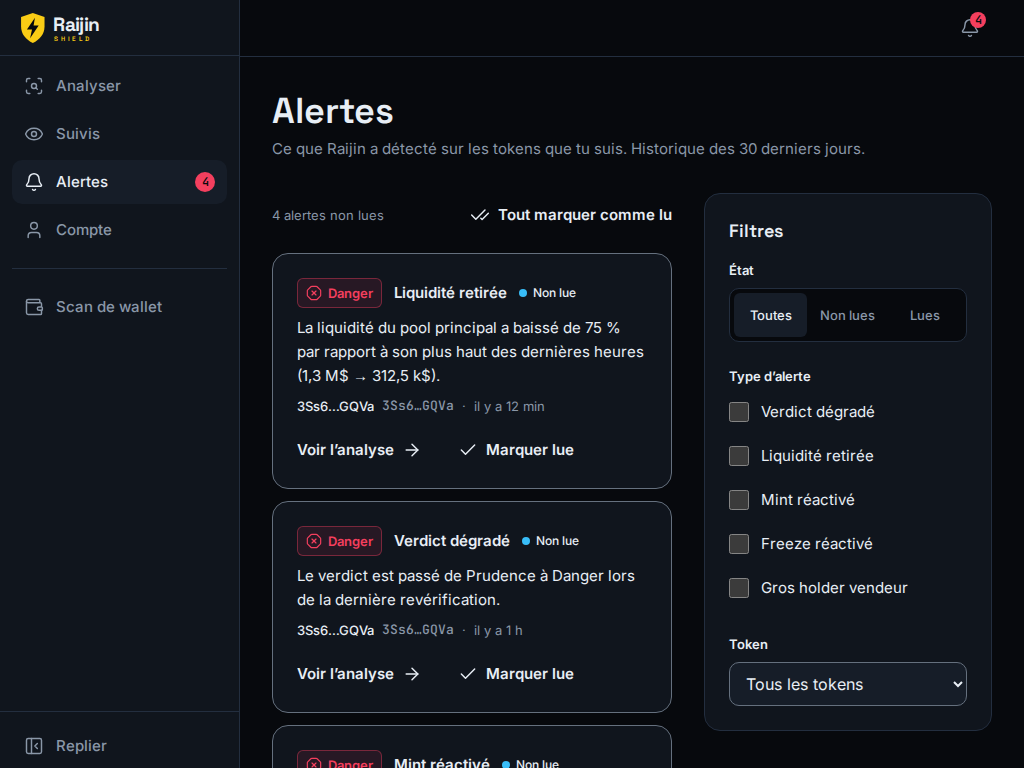 Raijin
SHIELD
4
Analyser
Suivis
Alertes
4
Compte
Scan de wallet
Replier
Alertes
Ce que Raijin a détecté sur les tokens que tu suis. Historique des 30 derniers jours.
4 alertes non lues
Tout marquer comme lu
Danger
Liquidité retirée
Non lue
La liquidité du pool principal a baissé de 75 %
par rapport à son plus haut des dernières heures
(1,3 M$ → 312,5 k$).
3Ss6…GQVa 3Ss6…GQVa · il y a 12 min
Voir l’analyse →
Marquer lue
Danger
Verdict dégradé
Non lue
Le verdict est passé de Prudence à Danger lors
de la dernière revérification.
3Ss6…GQVa 3Ss6…GQVa · il y a 1 h
Voir l’analyse →
Marquer lue
Danger
Mint réactivé
Non lue
Filtres
État
Toutes
Non lues
Lues
Type d’alerte
Verdict dégradé
Liquidité retirée
Mint réactivé
Freeze réactivé
Gros holder vendeur
Token
Tous les tokens